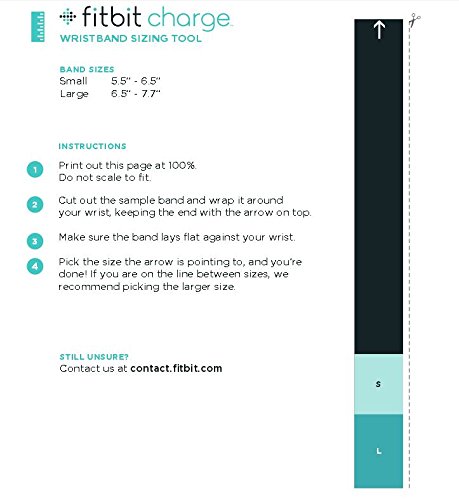 fitbit charge™
WRISTBAND SIZING TOOL
BAND SIZES
Small 5.5" - 6.5"
Large 6.5" - 7.7"
INSTRUCTIONS
1 Print out this page at 100%.
Do not scale to fit.
2 Cut out the sample band and wrap it around
your wrist, keeping the end with the arrow on top.
3 Make sure the band lays flat against your wrist.
4 Pick the size the arrow is pointing to, and you're
done! If you are on the line between sizes, we
recommend picking the larger size.
STILL UNSURE?
Contact us at contact.fitbit.com
S
L